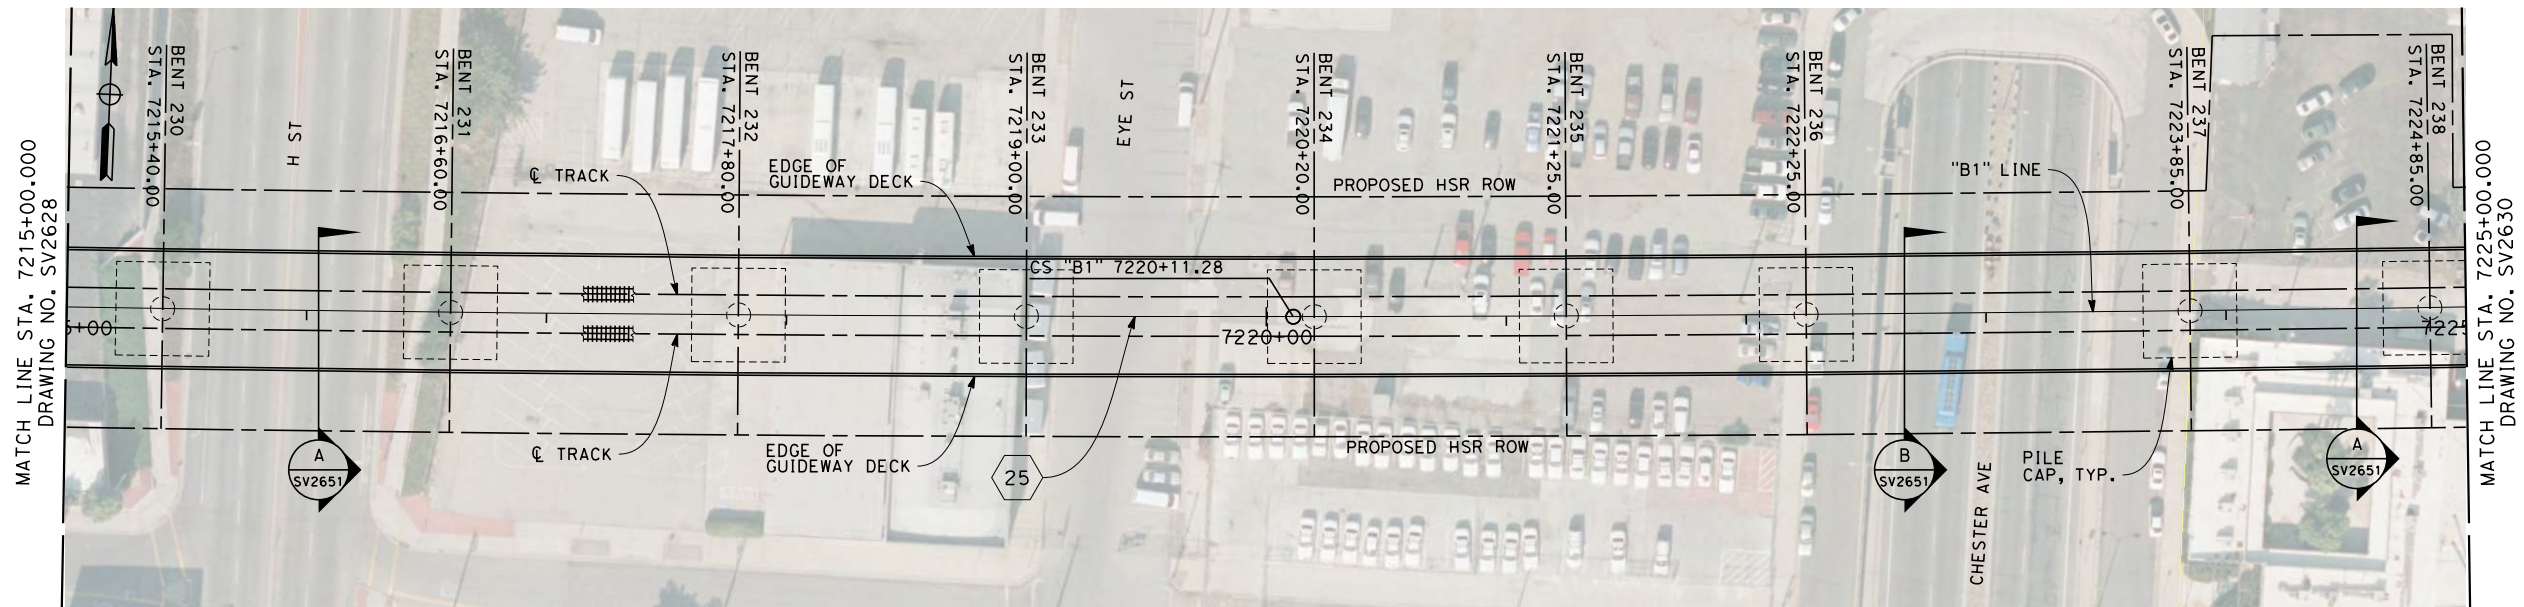 MATCH LINE STA. 7215+00.000
DRAWING NO. SV2628
BENT 230
STA. 7215+40.00
H ST
BENT 231
STA. 7216+60.00
BENT 232
STA. 7217+80.00
BENT 233
STA. 7219+00.00
EYE ST
BENT 234
STA. 7220+20.00
BENT 235
STA. 7221+25.00
BENT 236
STA. 7222+25.00
BENT 237
STA. 7223+85.00
BENT 238
STA. 7224+85.00
℄ TRACK
EDGE OF
GUIDEWAY DECK
PROPOSED HSR ROW
"B1" LINE
CS "B1" 7220+11.28
5+00
7220+00
7225
℄ TRACK
EDGE OF
GUIDEWAY DECK
25
PROPOSED HSR ROW
A
SV2651
B
SV2651
CHESTER AVE
PILE
CAP, TYP.
A
SV2651
MATCH LINE STA. 7225+00.000
DRAWING NO. SV2630